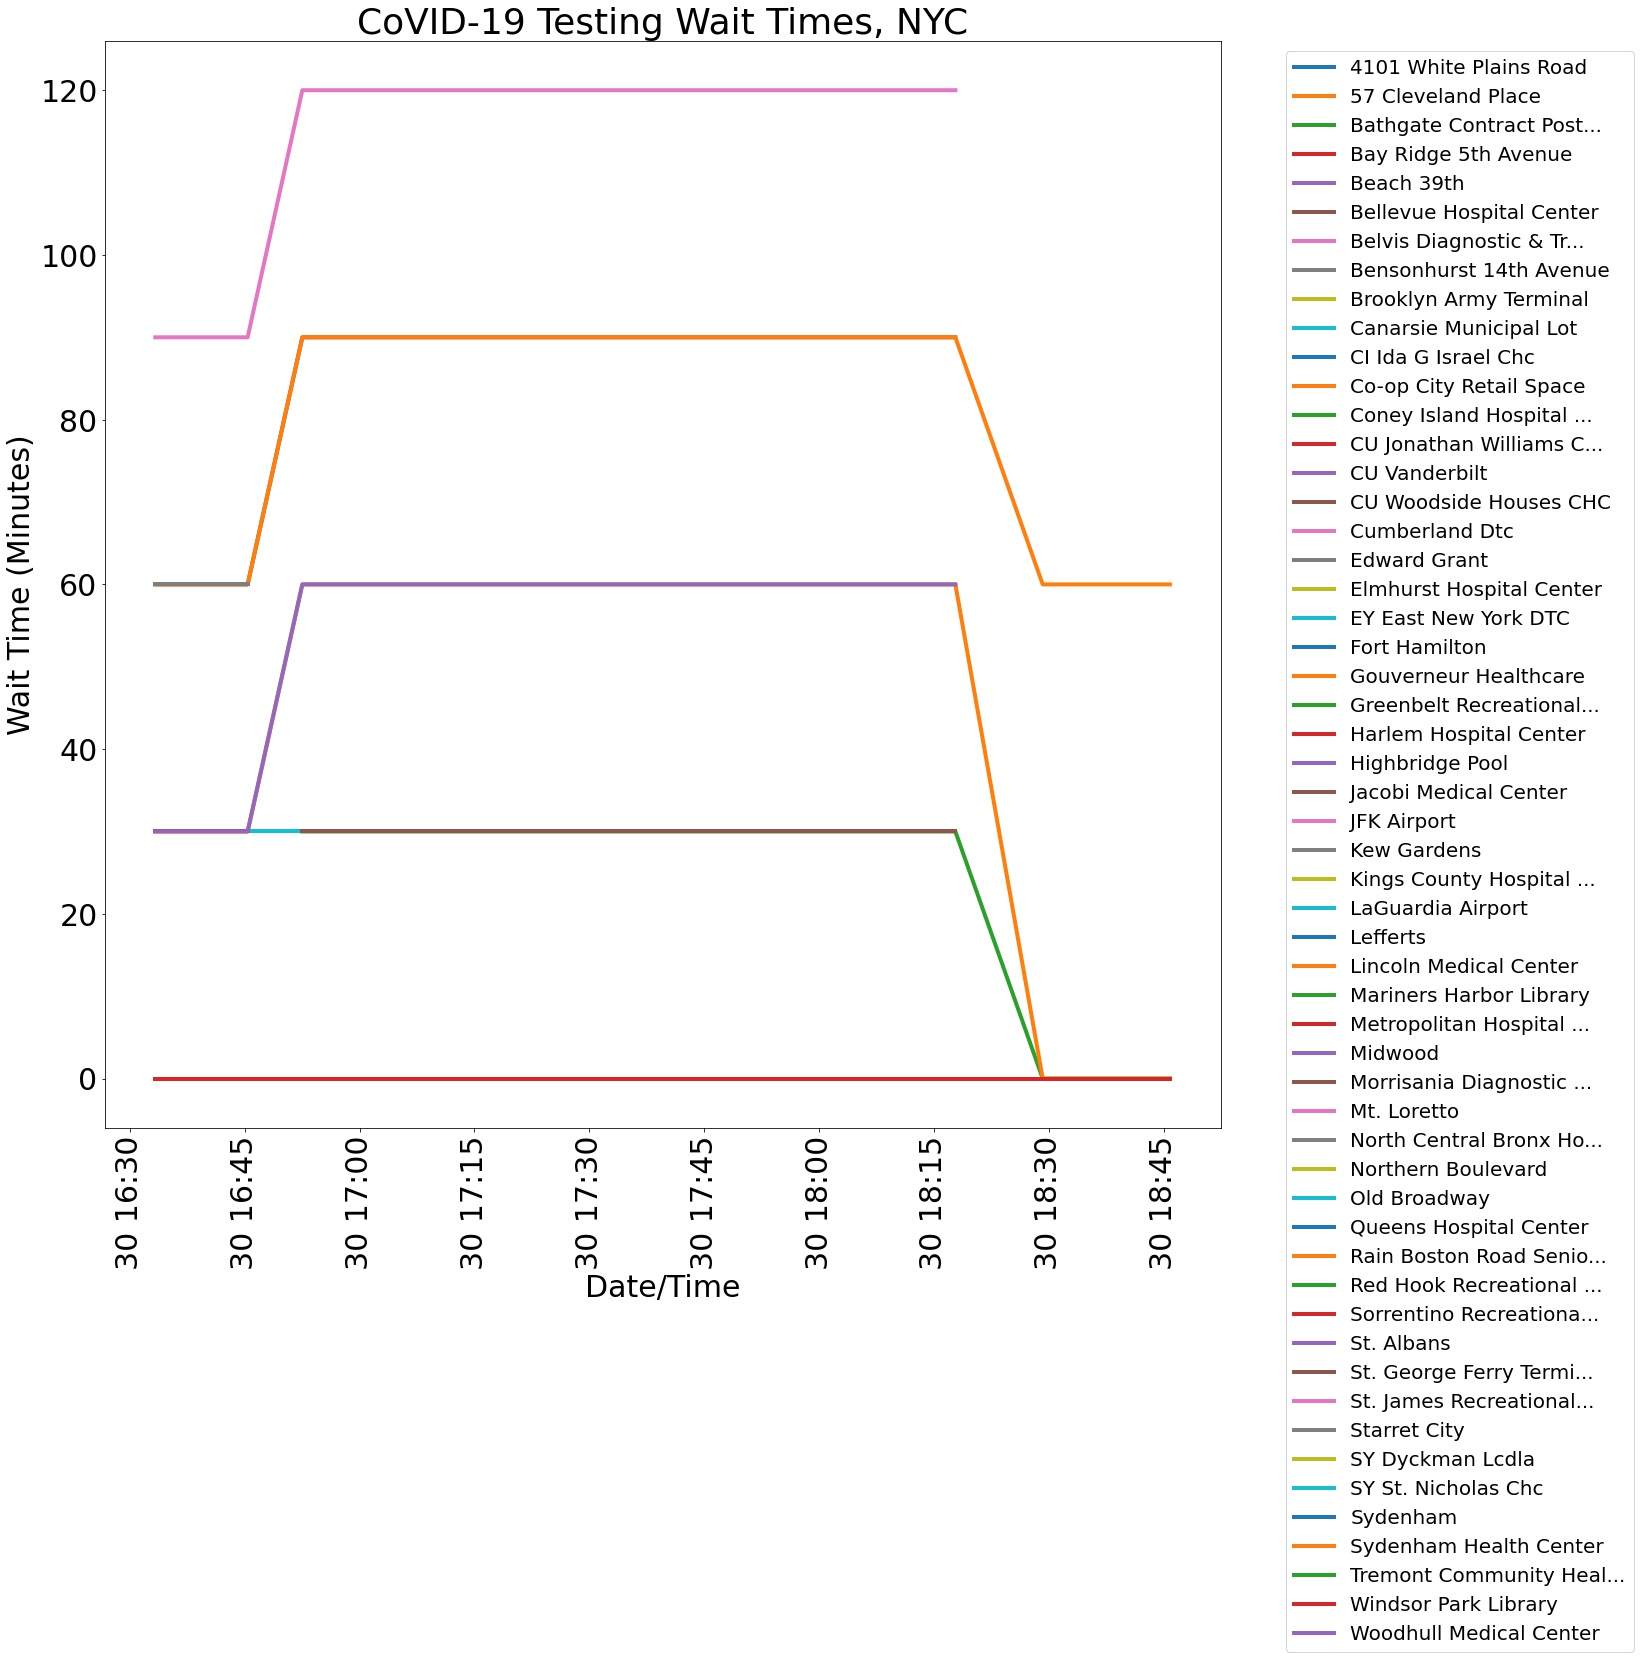 CoVID-19 Testing Wait Times, NYC
120
100
80
60
40
20
0
Wait Time (Minutes)
30 16:30
30 16:45
30 17:00
30 17:15
30 17:30
30 17:45
30 18:00
30 18:15
30 18:30
30 18:45
Date/Time
4101 White Plains Road
57 Cleveland Place
Bathgate Contract Post...
Bay Ridge 5th Avenue
Beach 39th
Bellevue Hospital Center
Belvis Diagnostic & Tr...
Bensonhurst 14th Avenue
Brooklyn Army Terminal
Canarsie Municipal Lot
CI Ida G Israel Chc
Co-op City Retail Space
Coney Island Hospital ...
CU Jonathan Williams C...
CU Vanderbilt
CU Woodside Houses CHC
Cumberland Dtc
Edward Grant
Elmhurst Hospital Center
EY East New York DTC
Fort Hamilton
Gouverneur Healthcare
Greenbelt Recreational...
Harlem Hospital Center
Highbridge Pool
Jacobi Medical Center
JFK Airport
Kew Gardens
Kings County Hospital ...
LaGuardia Airport
Lefferts
Lincoln Medical Center
Mariners Harbor Library
Metropolitan Hospital ...
Midwood
Morrisania Diagnostic ...
Mt. Loretto
North Central Bronx Ho...
Northern Boulevard
Old Broadway
Queens Hospital Center
Rain Boston Road Senio...
Red Hook Recreational ...
Sorrentino Recreationa...
St. Albans
St. George Ferry Termi...
St. James Recreational...
Starret City
SY Dyckman Lcdla
SY St. Nicholas Chc
Sydenham
Sydenham Health Center
Tremont Community Heal...
Windsor Park Library
Woodhull Medical Center